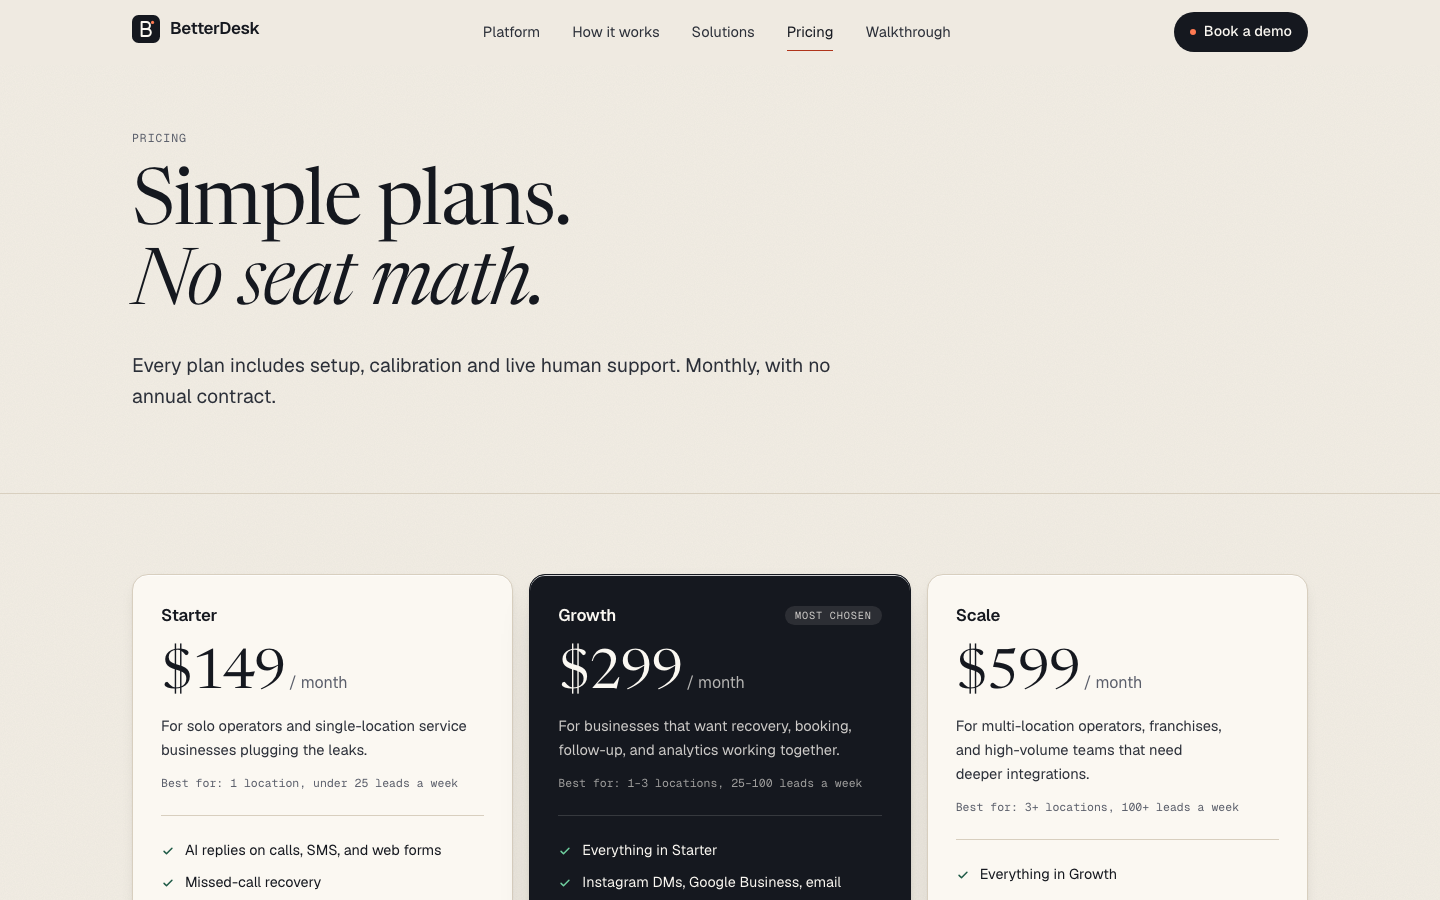 BetterDesk
Platform
How it works
Solutions
Pricing
Walkthrough
Book a demo
PRICING
Simple plans.
No seat math.
Every plan includes setup, calibration and live human support. Monthly, with no
annual contract.
Starter
$149 / month
For solo operators and single-location service
businesses plugging the leaks.
Best for: 1 location, under 25 leads a week
AI replies on calls, SMS, and web forms
Missed-call recovery
Growth
MOST CHOSEN
$299 / month
For businesses that want recovery, booking,
follow-up, and analytics working together.
Best for: 1–3 locations, 25–100 leads a week
Everything in Starter
Instagram DMs, Google Business, email
Scale
$599 / month
For multi-location operators, franchises,
and high-volume teams that need
deeper integrations.
Best for: 3+ locations, 100+ leads a week
Everything in Growth